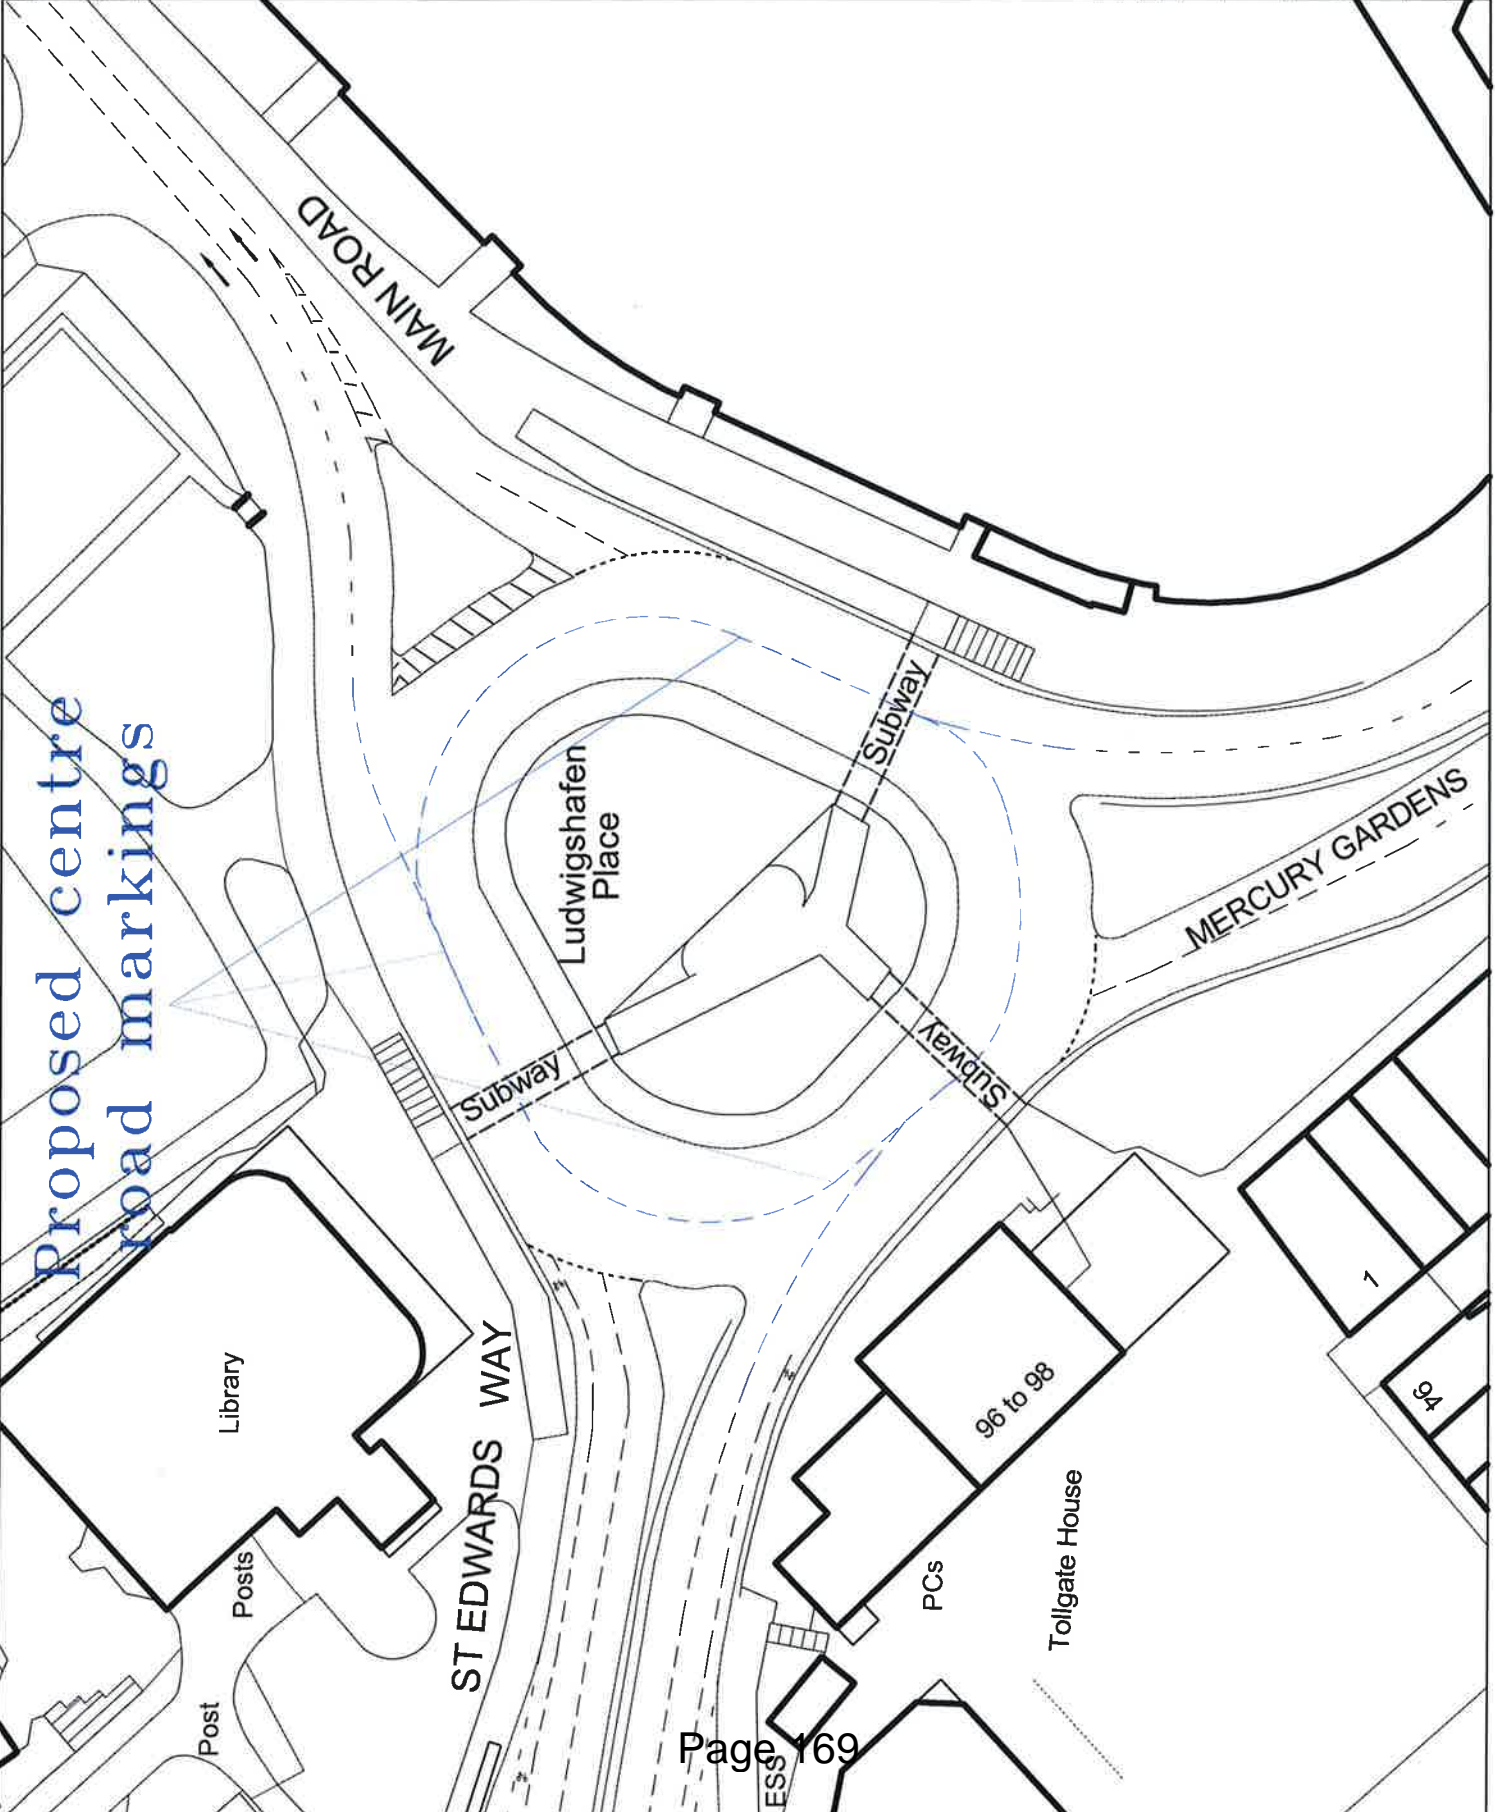 Proposed centre
road markings
MAIN ROAD
Ludwigshafen
Place
Subway
Subway
Subway
MERCURY GARDENS
ST EDWARDS WAY
Library
Posts
Post
96 to 98
PCs
Tollgate House
1
94
ESS
Page 169